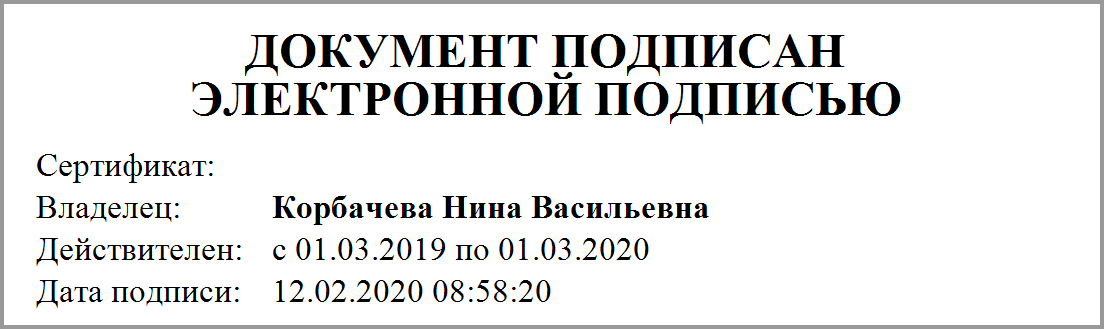 ДОКУМЕНТ ПОДПИСАН
ЭЛЕКТРОННОЙ ПОДПИСЬЮ
Сертификат:
Владелец: Корбачева Нина Васильевна
Действителен: с 01.03.2019 по 01.03.2020
Дата подписи: 12.02.2020 08:58:20